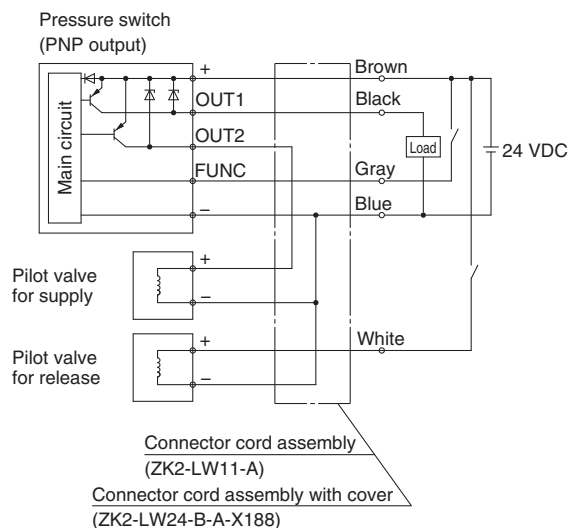 Pressure switch
(PNP output)
Main circuit
+
OUT1
OUT2
FUNC
−
Brown
Black
Load
24 VDC
Gray
Blue
Pilot valve
for supply
+
−
Pilot valve
for release
+
−
White
Connector cord assembly
(ZK2-LW11-A)
Connector cord assembly with cover
(ZK2-LW24-B-A-X188)